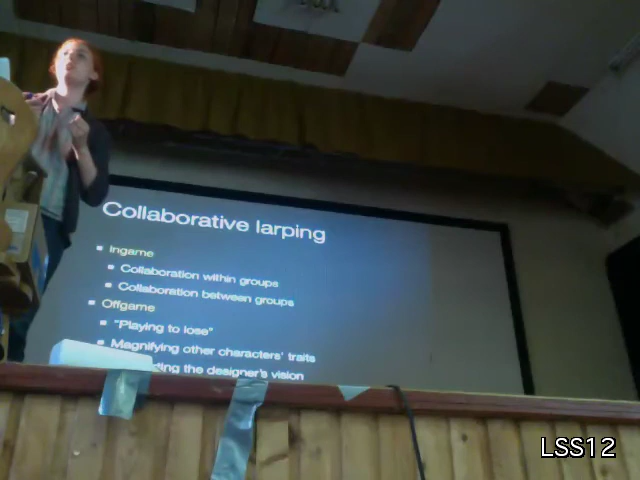 Collaborative larping
Ingame
Collaboration within groups
Collaboration between groups
Offgame
"Playing to lose"
Magnifying other characters' traits
the designer's vision
LSS12